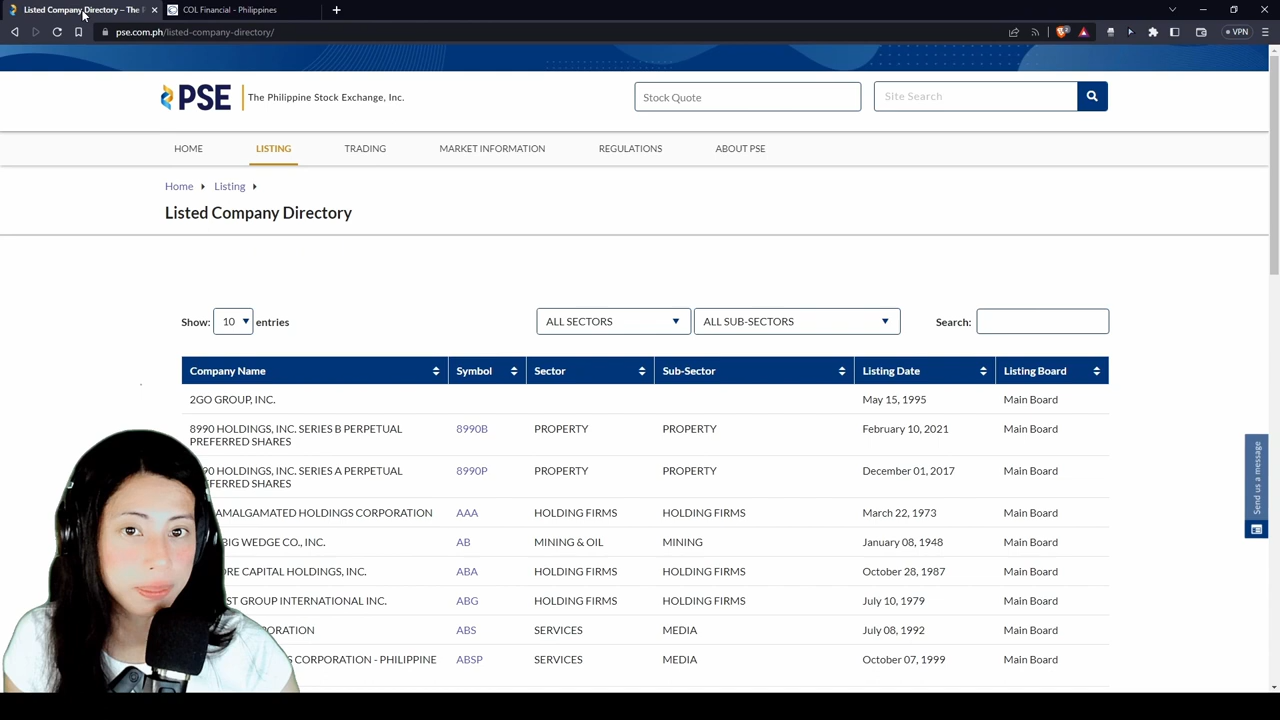 Listed Company Directory – The P
COL Financial - Philippines
pse.com.ph/listed-company-directory/
VPN
PSE
The Philippine Stock Exchange, Inc.
Stock Quote
Site Search
HOME
LISTING
TRADING
MARKET INFORMATION
REGULATIONS
ABOUT PSE
Home
Listing
Listed Company Directory
Show: 10 entries
ALL SECTORS
ALL SUB-SECTORS
Search:
Company Name Symbol Sector Sub-Sector Listing Date Listing Board
2GO GROUP, INC. May 15, 1995 Main Board
8990 HOLDINGS, INC. SERIES B PERPETUAL 8990B PROPERTY PROPERTY February 10, 2021 Main Board
PREFERRED SHARES
90 HOLDINGS, INC. SERIES A PERPETUAL 8990P PROPERTY PROPERTY December 01, 2017 Main Board
FERRED SHARES
AMALGAMATED HOLDINGS CORPORATION AAA HOLDING FIRMS HOLDING FIRMS March 22, 1973 Main Board
BIG WEDGE CO., INC. AB MINING & OIL MINING January 08, 1948 Main Board
ORE CAPITAL HOLDINGS, INC. ABA HOLDING FIRMS HOLDING FIRMS October 28, 1987 Main Board
ST GROUP INTERNATIONAL INC. ABG HOLDING FIRMS HOLDING FIRMS July 10, 1979 Main Board
ORATION ABS SERVICES MEDIA July 08, 1992 Main Board
S CORPORATION - PHILIPPINE ABSP SERVICES MEDIA October 07, 1999 Main Board
Send us a message